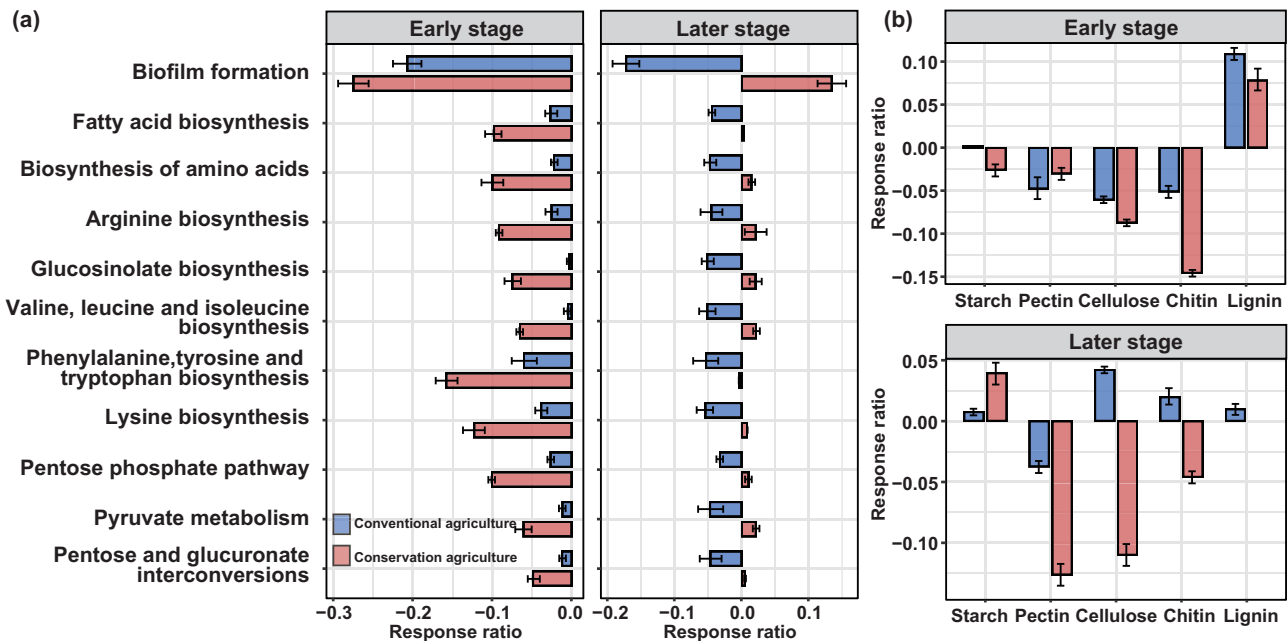 (a)
Early stage
Later stage
Biofilm formation
Fatty acid biosynthesis
Biosynthesis of amino acids
Arginine biosynthesis
Glucosinolate biosynthesis
Valine, leucine and isoleucine
biosynthesis
Phenylalanine,tyrosine and
tryptophan biosynthesis
Lysine biosynthesis
Pentose phosphate pathway
Pyruvate metabolism
Pentose and glucuronate
interconversions
Conventional agriculture
Conservation agriculture
−0.3 −0.1 0.0
Response ratio
−0.2 −0.1 0.0 0.1
Response ratio
(b)
Early stage
Response ratio
0.10
0.05
0.00
−0.05
−0.10
−0.15
Starch Pectin Cellulose Chitin Lignin
Later stage
Response ratio
0.05
0.00
−0.05
−0.10
Starch Pectin Cellulose Chitin Lignin